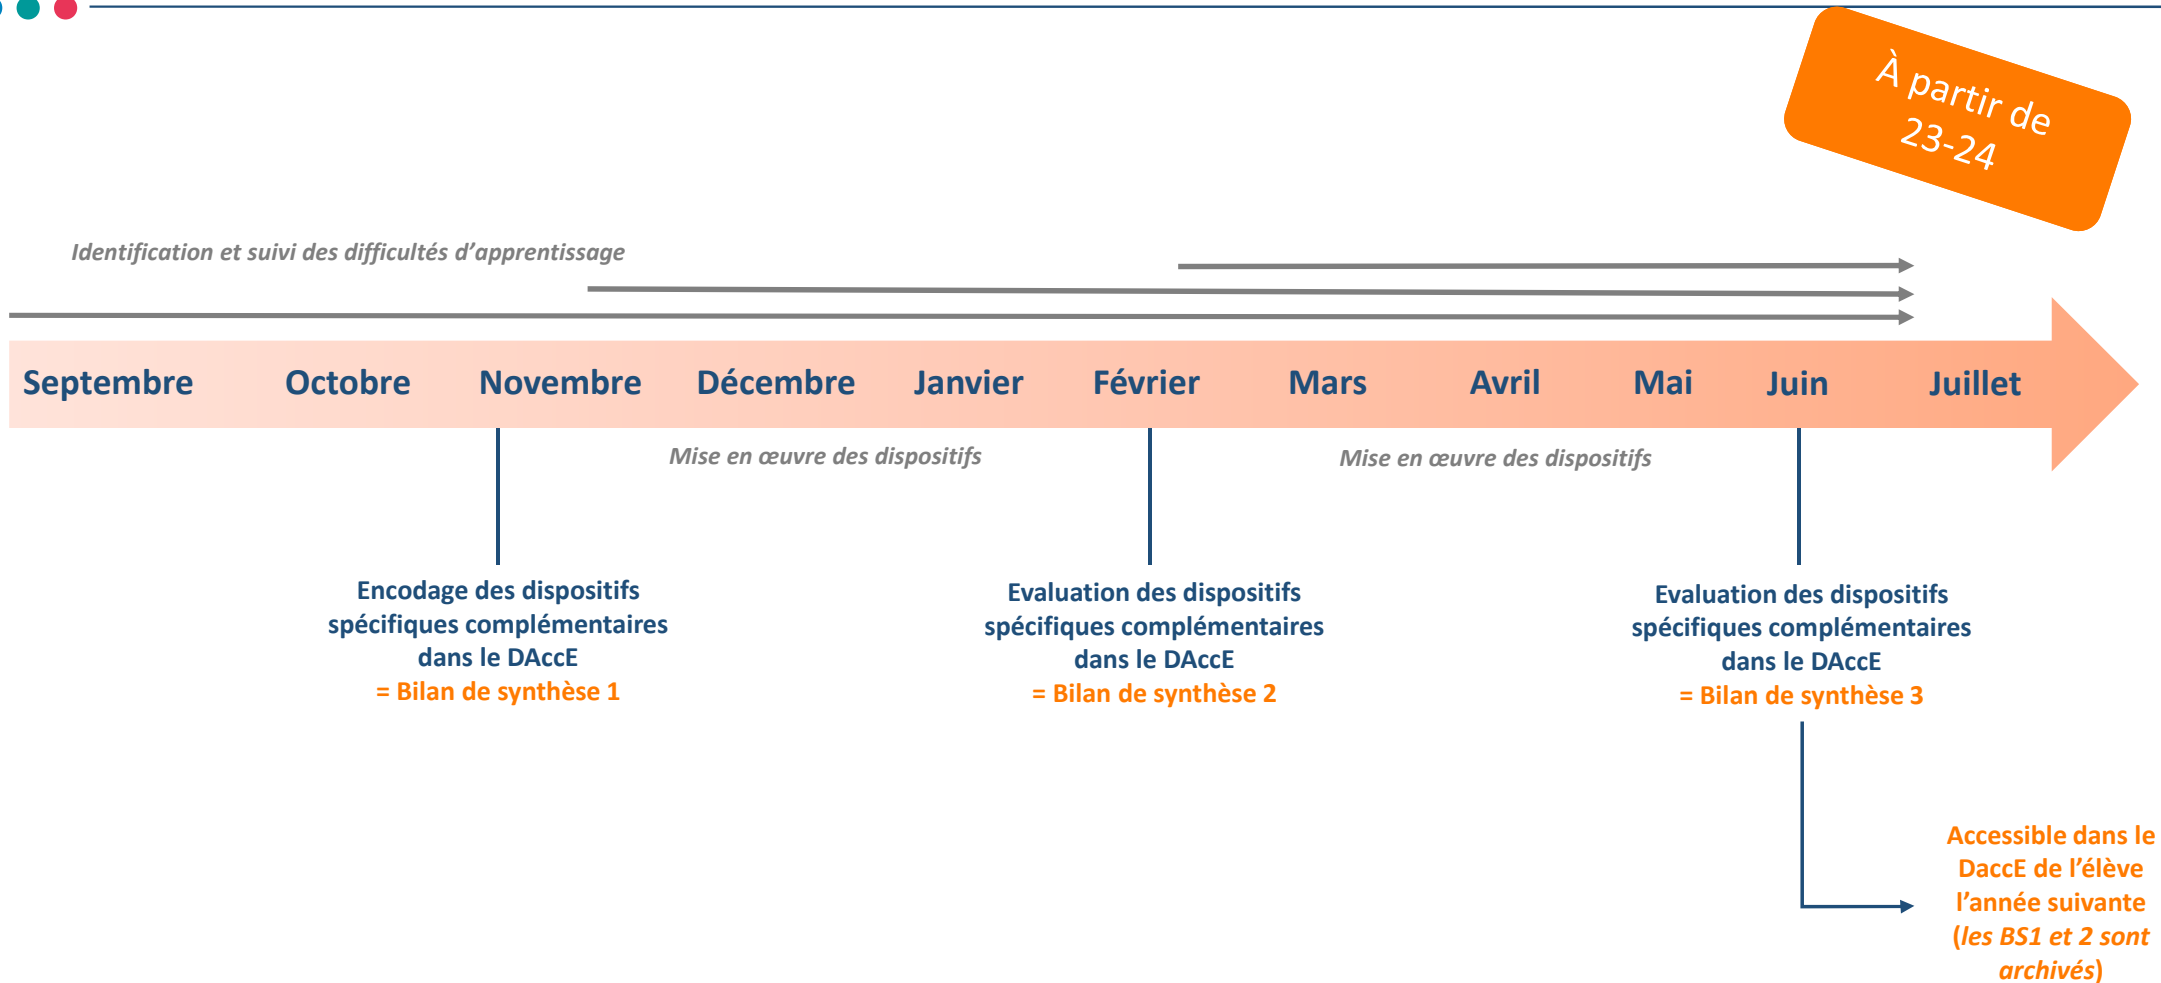 À partir de
23-24
Identification et suivi des difficultés d’apprentissage
Septembre Octobre Novembre Décembre Janvier Février Mars Avril Mai Juin Juillet
Mise en œuvre des dispositifs
Mise en œuvre des dispositifs
Encodage des dispositifs
spécifiques complémentaires
dans le DAccE
= Bilan de synthèse 1
Evaluation des dispositifs
spécifiques complémentaires
dans le DAccE
= Bilan de synthèse 2
Evaluation des dispositifs
spécifiques complémentaires
dans le DAccE
= Bilan de synthèse 3
Accessible dans le
DaccE de l’élève
l’année suivante
(les BS1 et 2 sont
archivés)